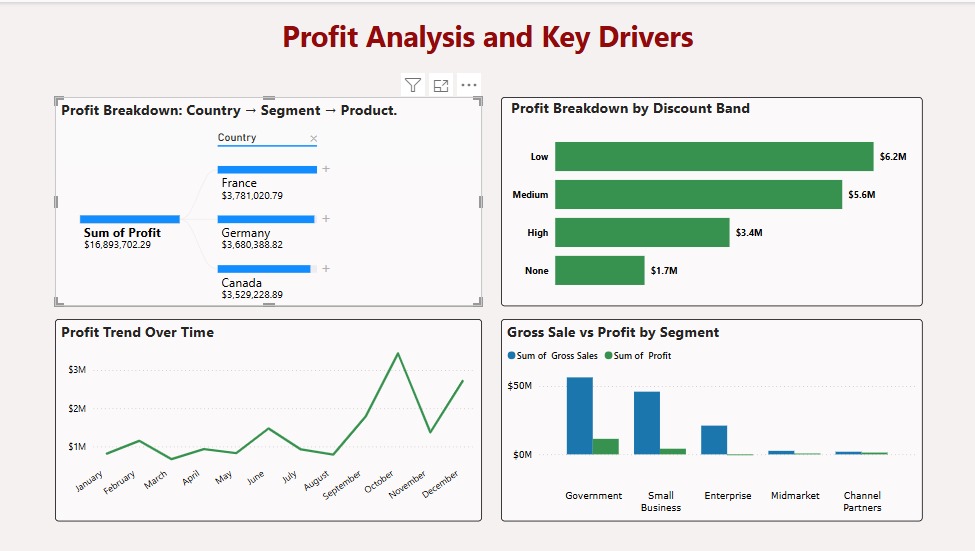 Profit Analysis and Key Drivers
Profit Breakdown: Country → Segment → Product.
Country
France
$3,781,020.79
Sum of Profit
$16,893,702.29
Germany
$3,680,388.82
Canada
$3,529,228.89
Profit Breakdown by Discount Band
Low $6.2M
Medium $5.6M
High $3.4M
None $1.7M
Profit Trend Over Time
$3M
$2M
$1M
January February March April May June July August September October November December
Gross Sale vs Profit by Segment
Sum of Gross Sales Sum of Profit
$50M
$0M
Government Small Enterprise Midmarket Channel
Business Partners